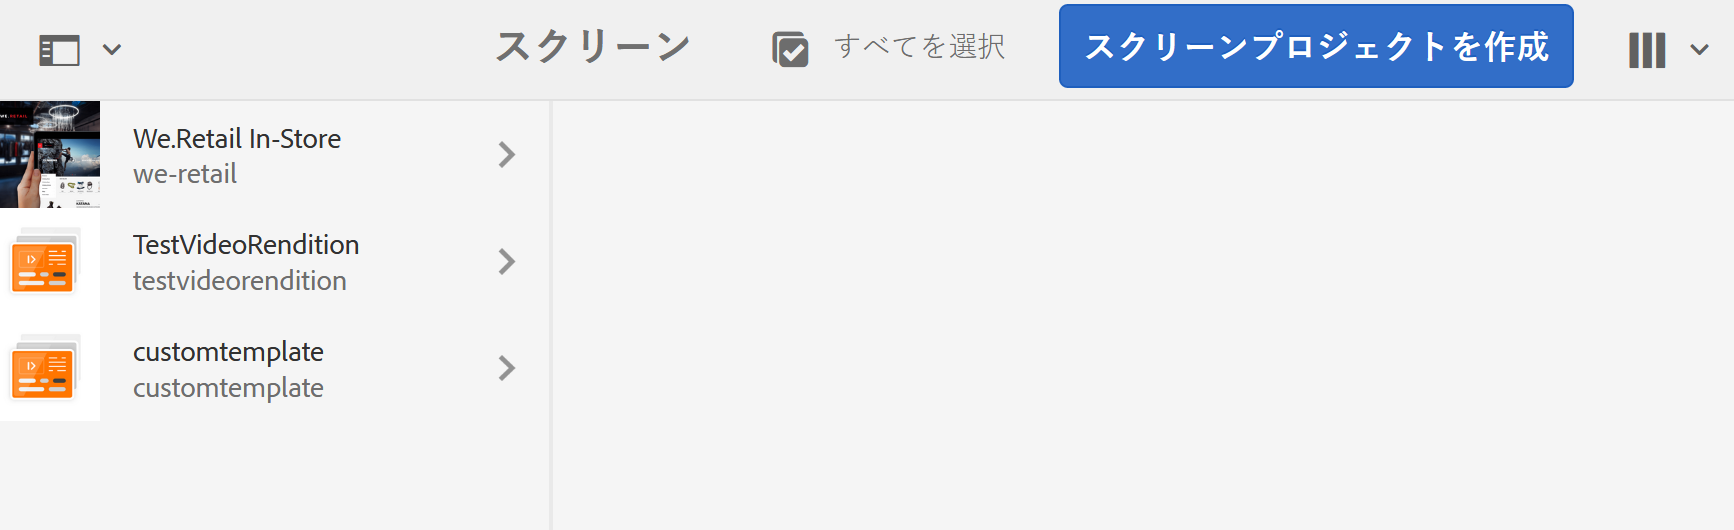 スクリーン
すべてを選択
スクリーンプロジェクトを作成
We.Retail In-Store
we-retail
TestVideoRendition
testvideorendition
customtemplate
customtemplate